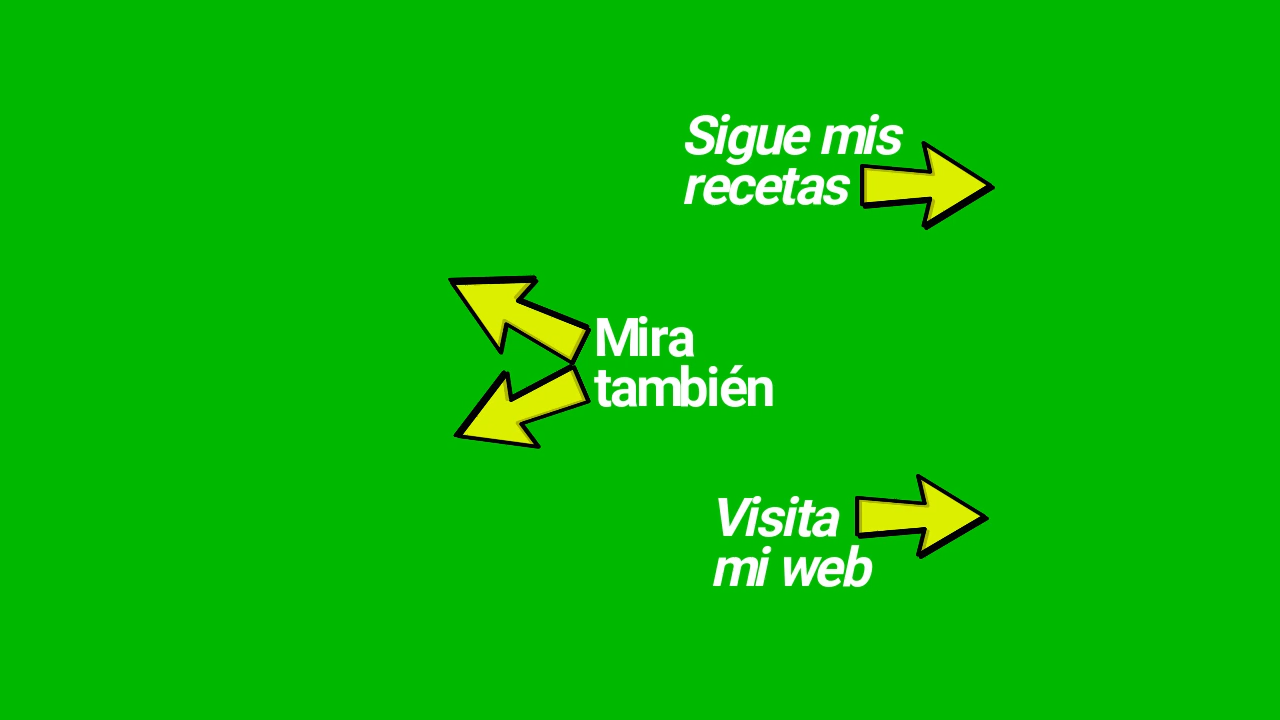 Sigue mis
recetas
Mira
también
Visita
mi web